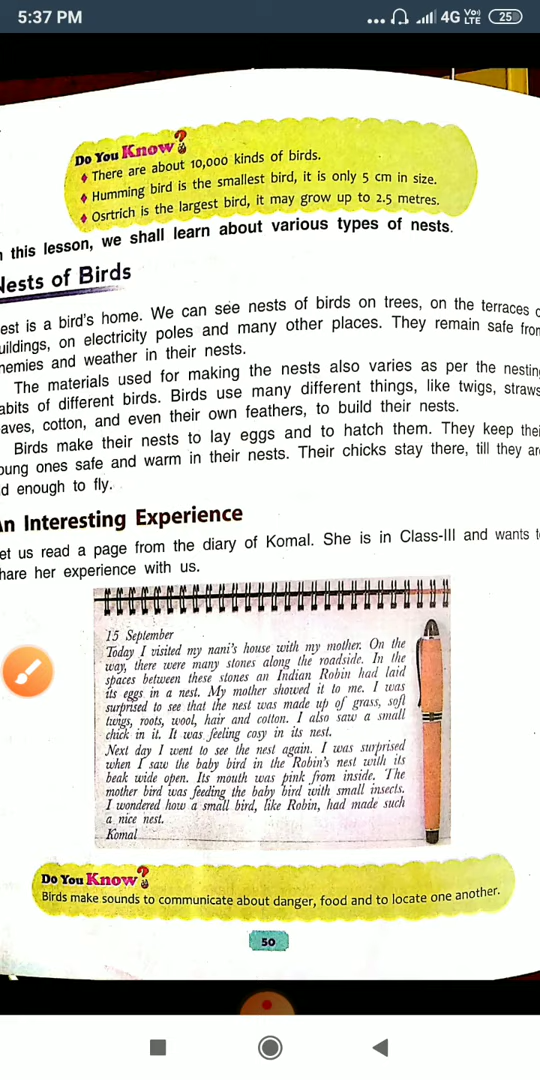 5:37 PM
4G
Vo))
LTE
25
Do You Know?
♦ There are about 10,000 kinds of birds.
♦ Humming bird is the smallest bird, it is only 5 cm in size.
♦ Osrtrich is the largest bird, it may grow up to 2.5 metres.
n this lesson, we shall learn about various types of nests.
Nests of Birds
est is a bird's home. We can see nests of birds on trees, on the terraces o
uildings, on electricity poles and many other places. They remain safe from
nemies and weather in their nests.
The materials used for making the nests also varies as per the nesting
abits of different birds. Birds use many different things, like twigs, straws
aves, cotton, and even their own feathers, to build their nests.
Birds make their nests to lay eggs and to hatch them. They keep thei
oung ones safe and warm in their nests. Their chicks stay there, till they are
d enough to fly.
An Interesting Experience
et us read a page from the diary of Komal. She is in Class-III and wants t
hare her experience with us.
15 September
Today I visited my nani's house with my mother. On the
way, there were many stones along the roadside. In the
spaces between these stones an Indian Robin had laid
its eggs in a nest. My mother showed it to me. I was
surprised to see that the nest was made up of grass, soft
twigs, roots, wool, hair and cotton. I also saw a small
chick in it. It was feeling cosy in its nest.
Next day I went to see the nest again. I was surprised
when I saw the baby bird in the Robin's nest with its
beak wide open. Its mouth was pink from inside. The
mother bird was feeding the baby bird with small insects.
I wondered how a small bird, like Robin, had made such
a nice nest.
Komal
Do You Know?
Birds make sounds to communicate about danger, food and to locate one another.
50